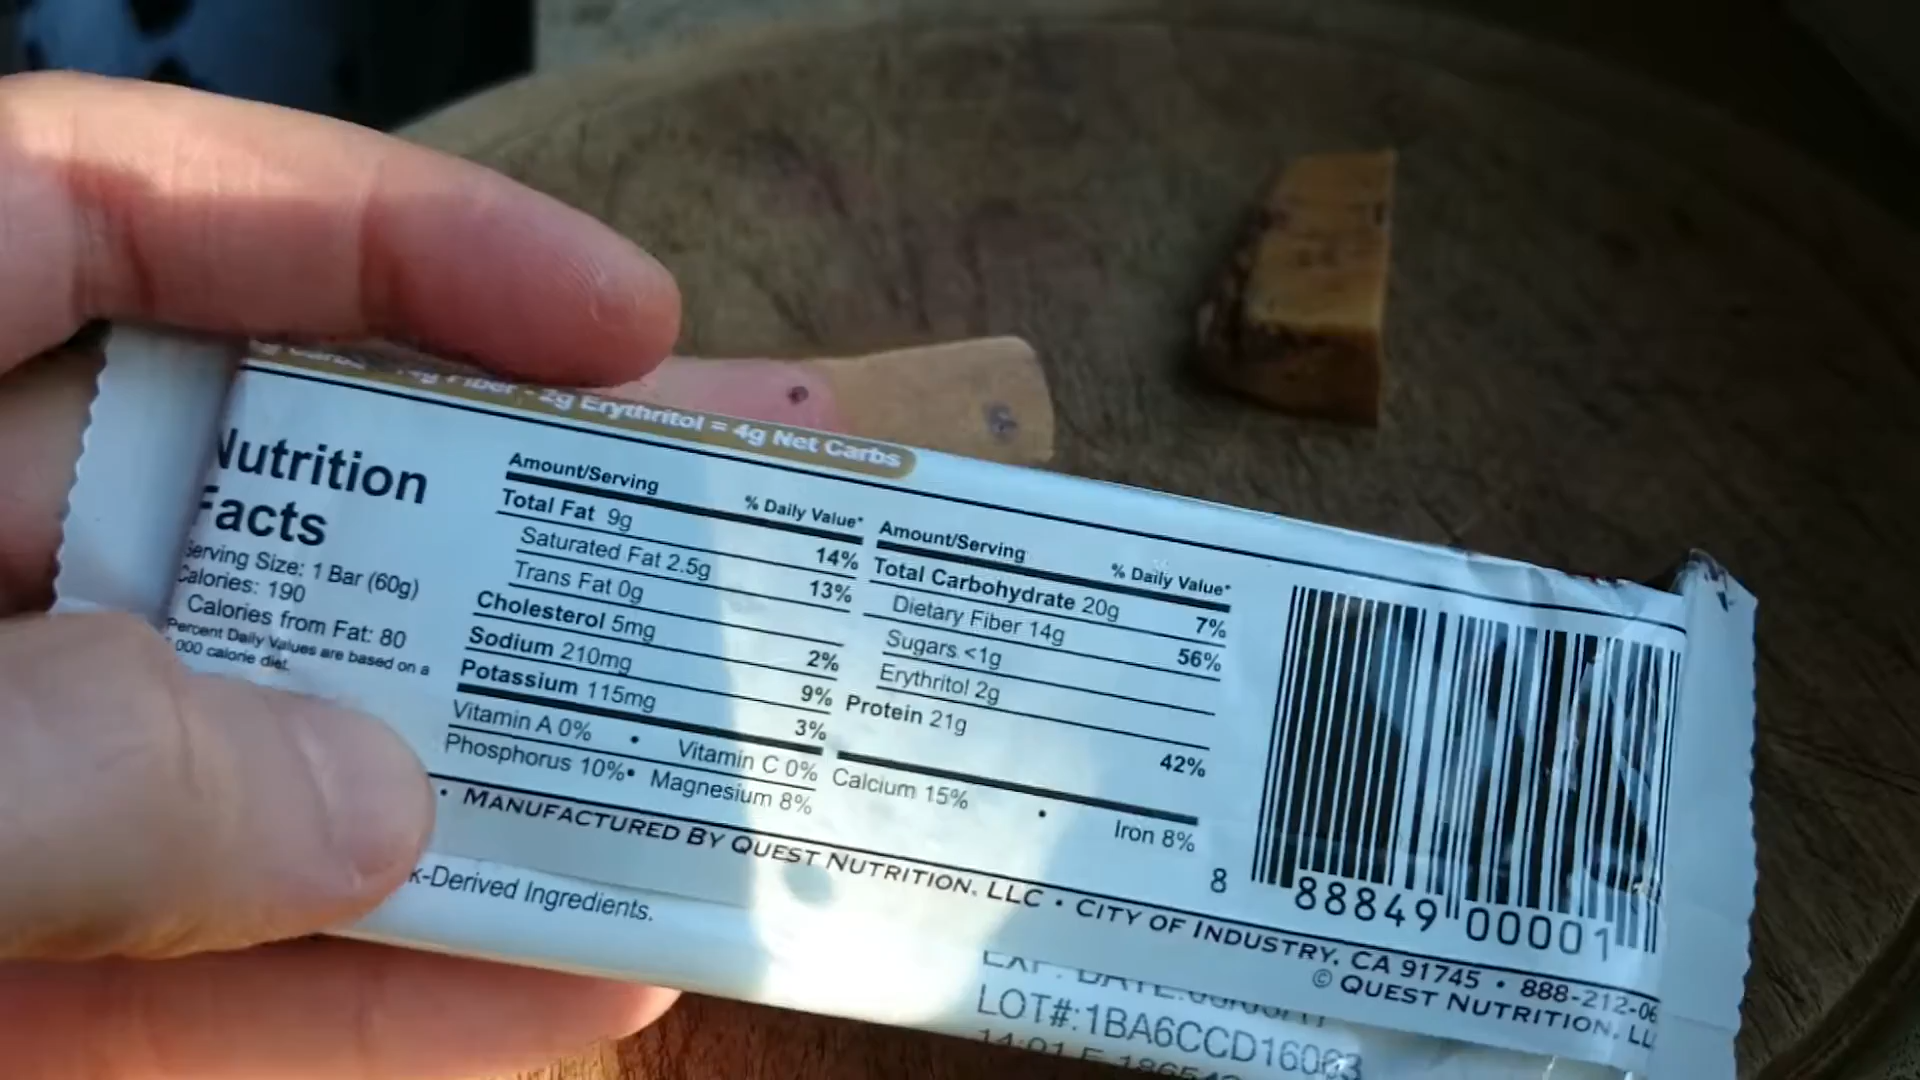 Fiber - 2g Erythritol = 4g Net Carbs
Nutrition
Facts
Serving Size: 1 Bar (60g)
Calories: 190
Calories from Fat: 80
Percent Daily Values are based on a
000 calorie diet.
Amount/Serving % Daily Value*
Total Fat 9g 14%
Saturated Fat 2.5g 13%
Trans Fat 0g
Cholesterol 5mg 2%
Sodium 210mg 9%
Potassium 115mg 3%
Vitamin A 0% • Vitamin C 0%
Phosphorus 10% • Magnesium 8%
Amount/Serving % Daily Value*
Total Carbohydrate 20g 7%
Dietary Fiber 14g 56%
Sugars <1g
Erythritol 2g
Protein 21g 42%
Calcium 15% • Iron 8%
8 88849 00001
• MANUFACTURED BY QUEST NUTRITION, LLC • CITY OF INDUSTRY, CA 91745 • 888-212-06
© QUEST NUTRITION, LL
k-Derived Ingredients.
EXP. DATE:
LOT#:1BA6CCD16063